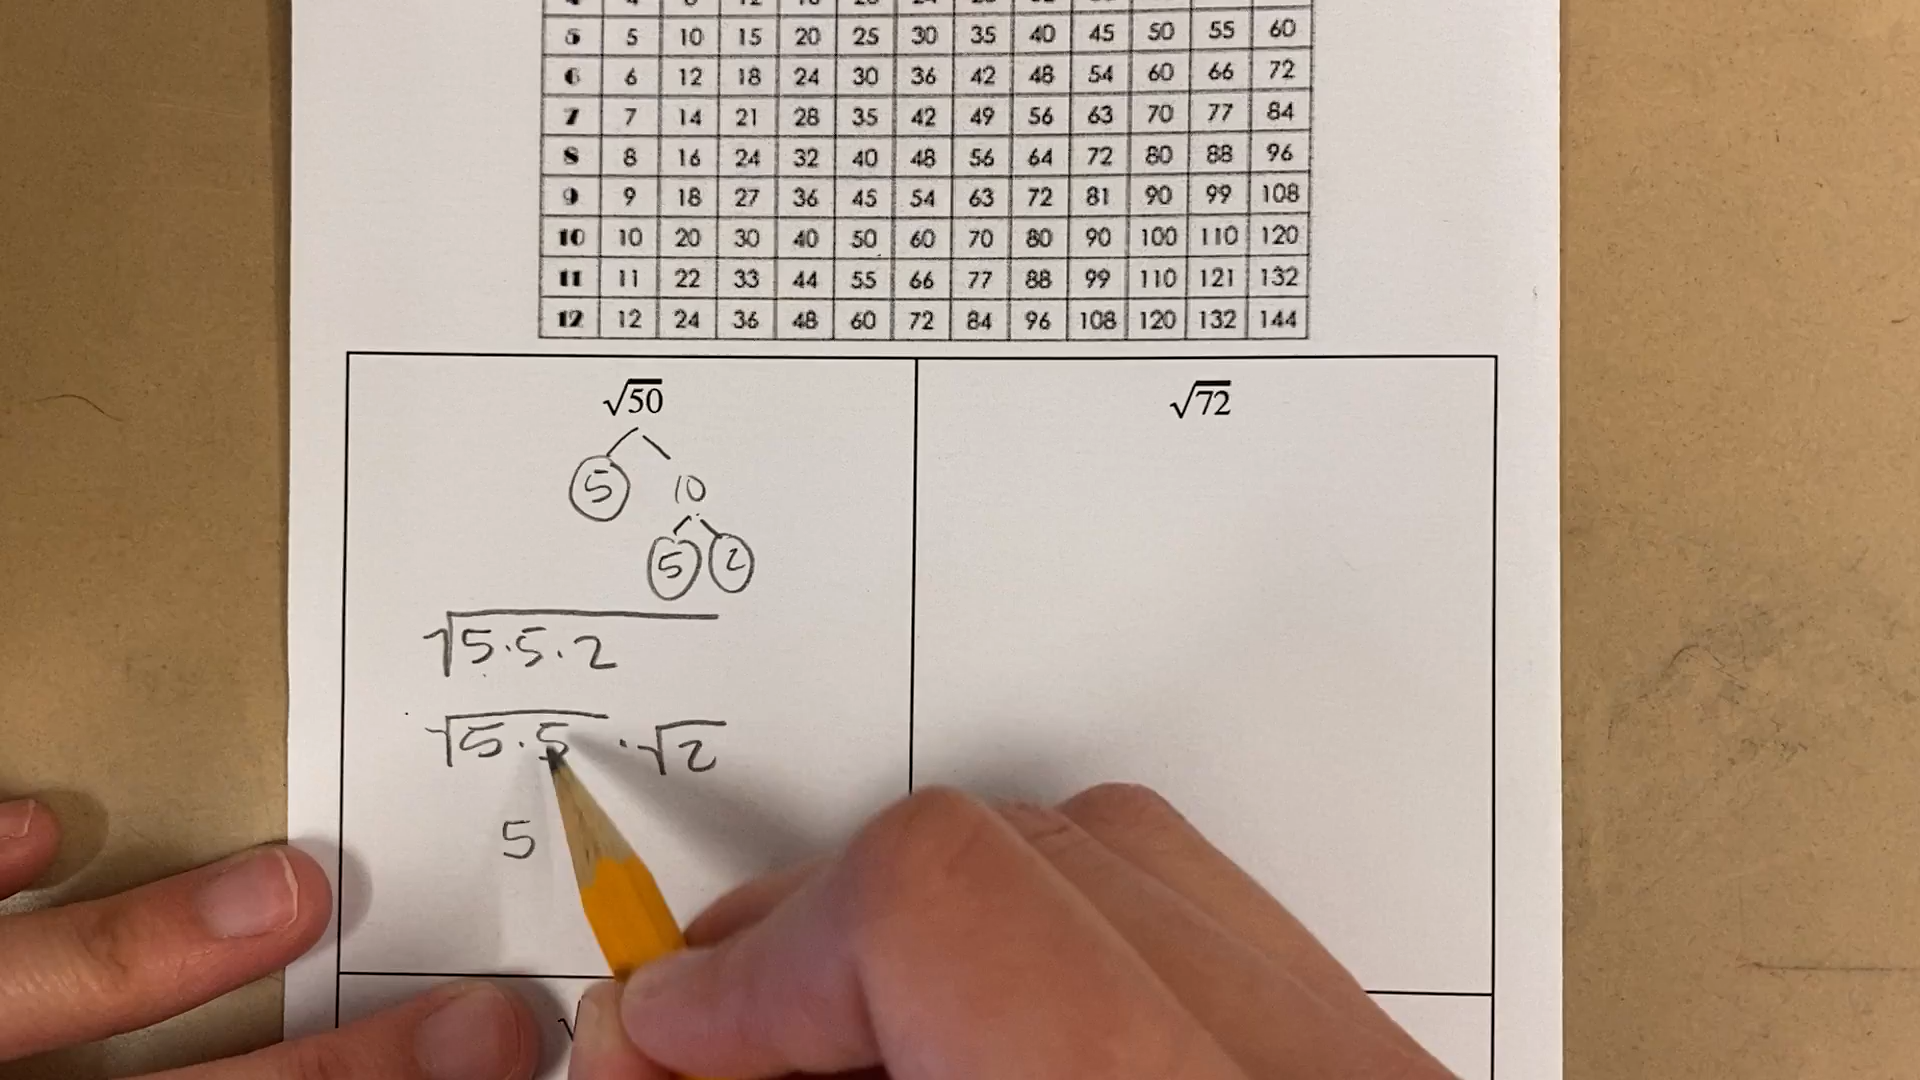 5 5 10 15 20 25 30 35 40 45 50 55 60
6 6 12 18 24 30 36 42 48 54 60 66 72
7 7 14 21 28 35 42 49 56 63 70 77 84
8 8 16 24 32 40 48 56 64 72 80 88 96
9 9 18 27 36 45 54 63 72 81 90 99 108
10 10 20 30 40 50 60 70 80 90 100 110 120
11 11 22 33 44 55 66 77 88 99 110 121 132
12 12 24 36 48 60 72 84 96 108 120 132 144
√50
5 10
5 2
√5·5·2
√5·5 · √2
5
√72